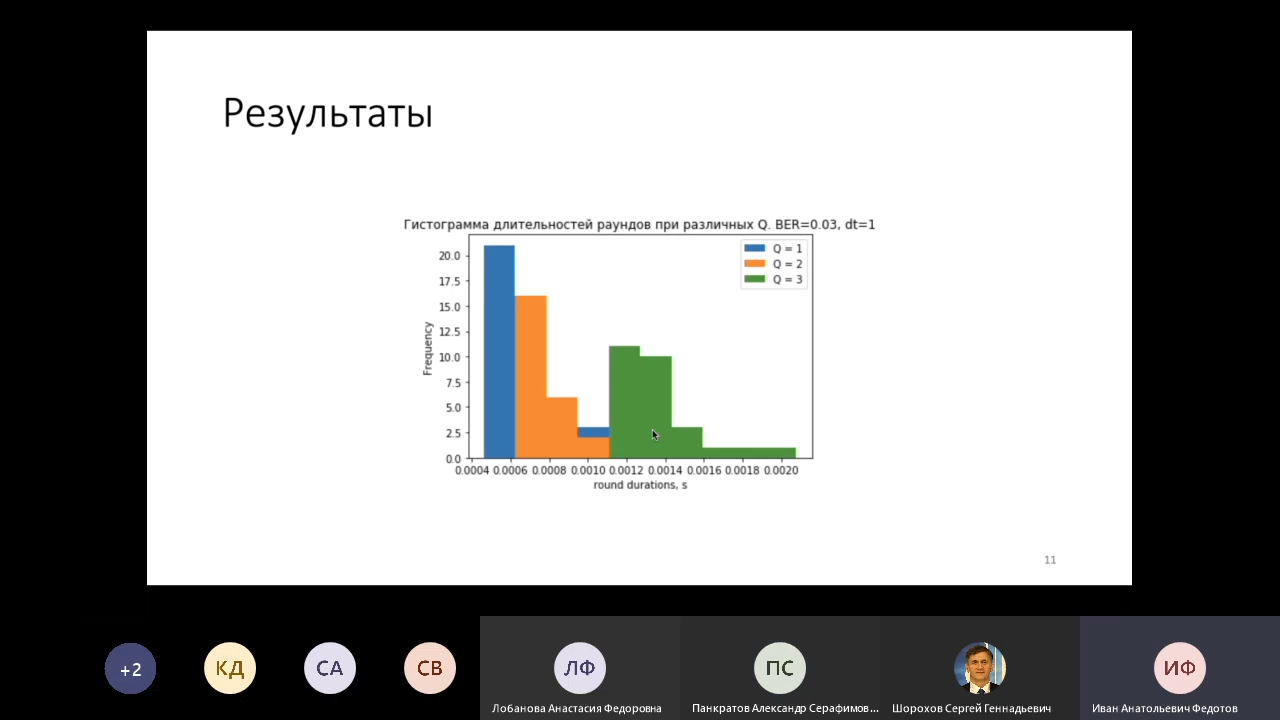 Результаты
Гистограмма длительностей раундов при различных Q. BER=0.03, dt=1
Q = 1
Q = 2
Q = 3
20.0
17.5
15.0
12.5
10.0
7.5
5.0
2.5
0.0
Frequency
0.0004 0.0006 0.0008 0.0010 0.0012 0.0014 0.0016 0.0018 0.0020
round durations, s
11
+2
КД
СА
СВ
ЛФ
ПС
ИФ
Лобанова Анастасия Федоровна
Панкратов Александр Серафимов...
Шорохов Сергей Геннадьевич
Иван Анатольевич Федотов